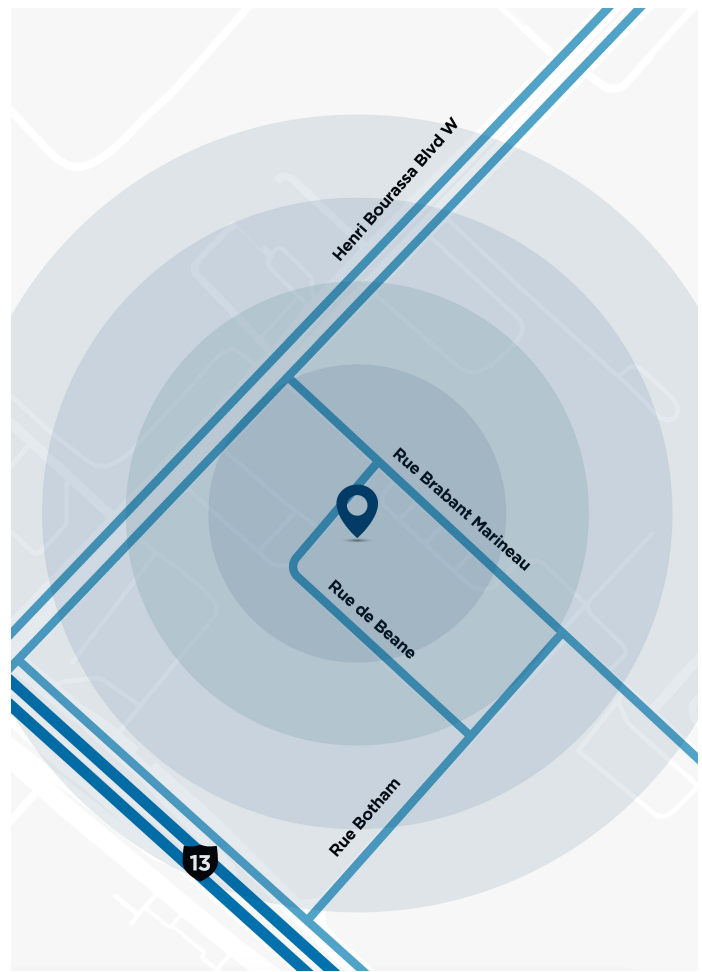 Henri Bourassa Blvd W
Rue Brabant Marineau
Rue de Beane
Rue Botham
13